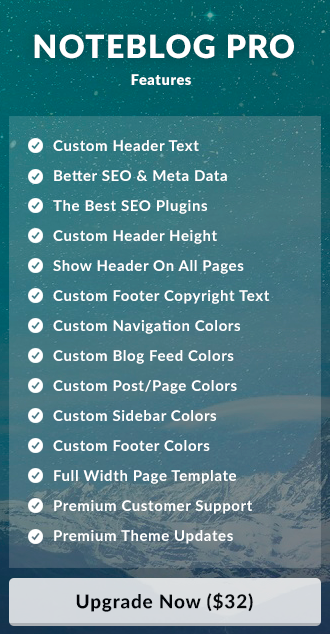 NOTEBLOG PRO
Features
Custom Header Text
Better SEO & Meta Data
The Best SEO Plugins
Custom Header Height
Show Header On All Pages
Custom Footer Copyright Text
Custom Navigation Colors
Custom Blog Feed Colors
Custom Post/Page Colors
Custom Sidebar Colors
Custom Footer Colors
Full Width Page Template
Premium Customer Support
Premium Theme Updates
Upgrade Now ($32)